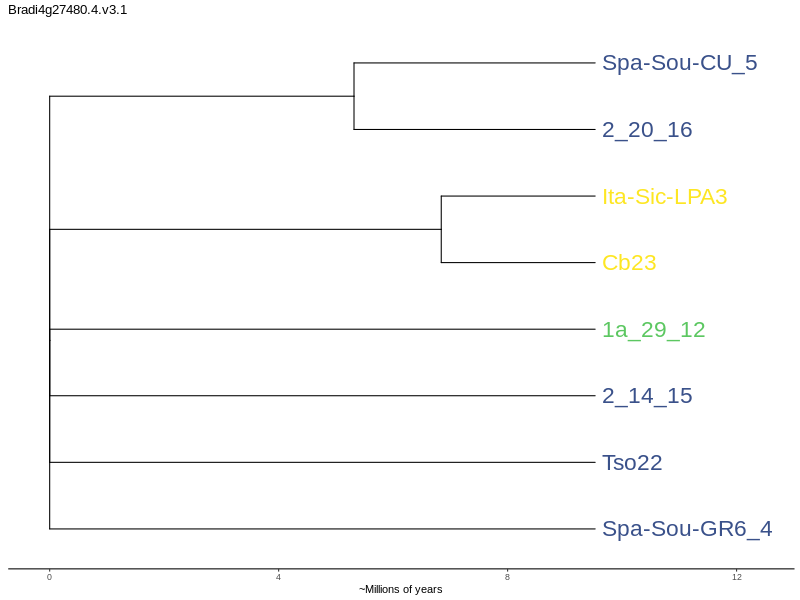 Bradi4g27480.4.v3.1
Spa-Sou-CU_5
2_20_16
Ita-Sic-LPA3
Cb23
1a_29_12
2_14_15
Tso22
Spa-Sou-GR6_4
0 4 8 12
~Millions of years